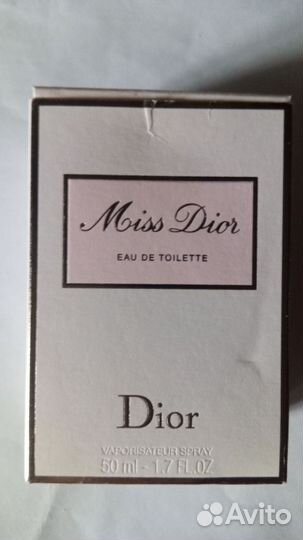 Miss Dior
EAU DE TOILETTE
Dior
VAPORISATEUR SPRAY
50 ml - 1.7 FL.OZ
Avito